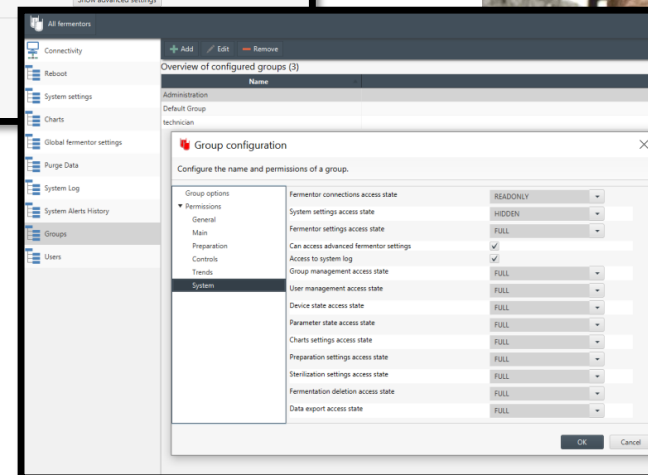 Show advanced settings
All fermentors
Connectivity
Reboot
System settings
Charts
Global fermentor settings
Purge Data
System Log
System Alerts History
Groups
Users
Add Edit Remove
Overview of configured groups (3)
Name
Administration
Default Group
technician
Group configuration
Configure the name and permissions of a group.
Group options
Permissions
General
Main
Preparation
Controls
Trends
System
Fermentor connections access state READONLY
System settings access state HIDDEN
Fermentor settings access state FULL
Can access advanced fermentor settings
Access to system log
Group management access state FULL
User management access state FULL
Device state access state FULL
Parameter state access state FULL
Charts settings access state FULL
Preparation settings access state FULL
Sterilization settings access state FULL
Fermentation deletion access state FULL
Data export access state FULL
OK Cancel